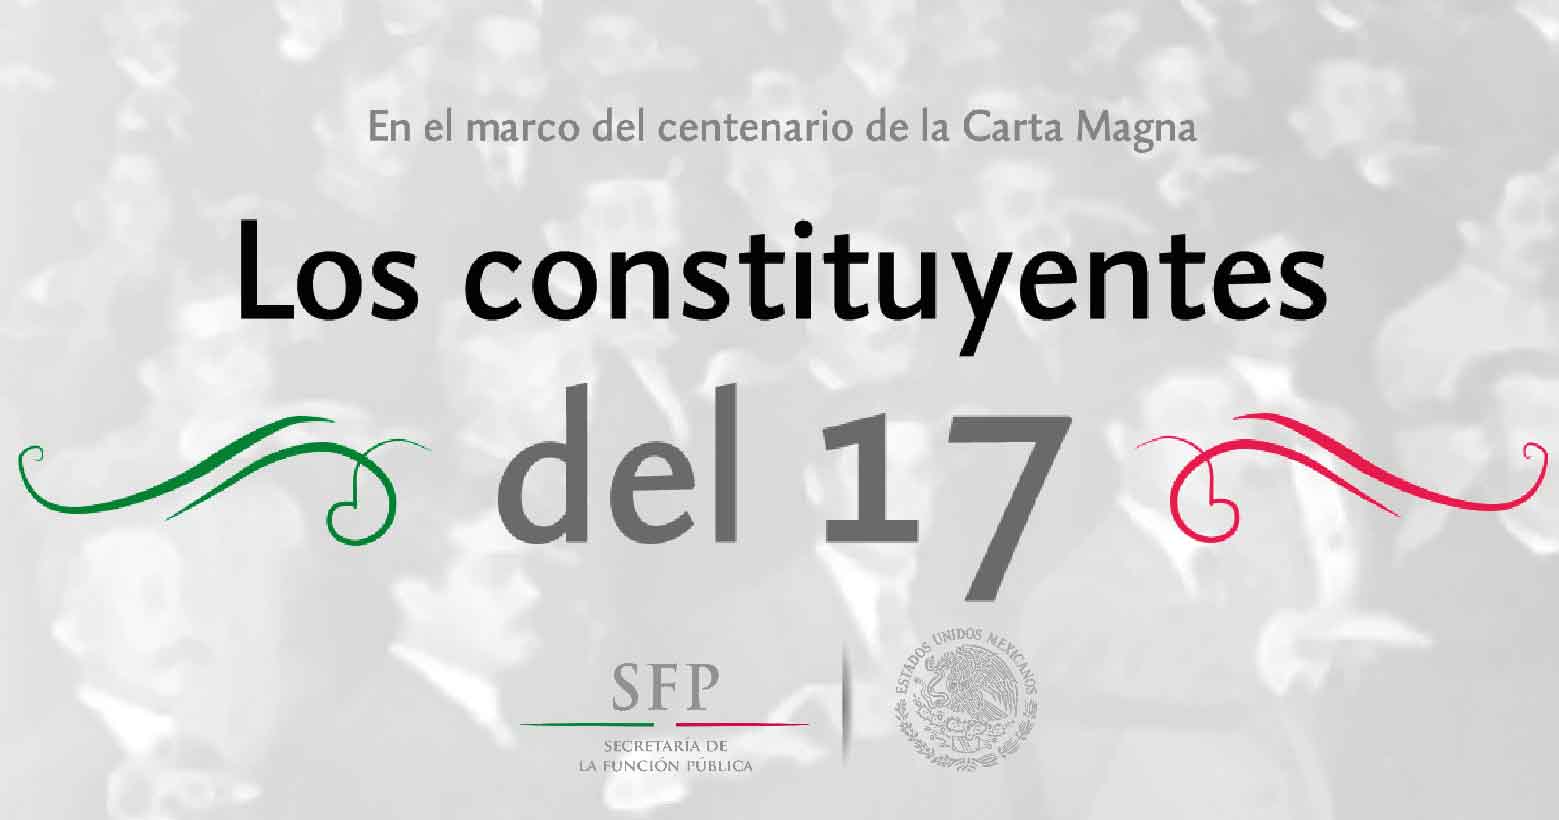 En el marco del centenario de la Carta Magna
Los constituyentes
del 17
SFP
SECRETARÍA DE
LA FUNCIÓN PÚBLICA
ESTADOS UNIDOS MEXICANOS